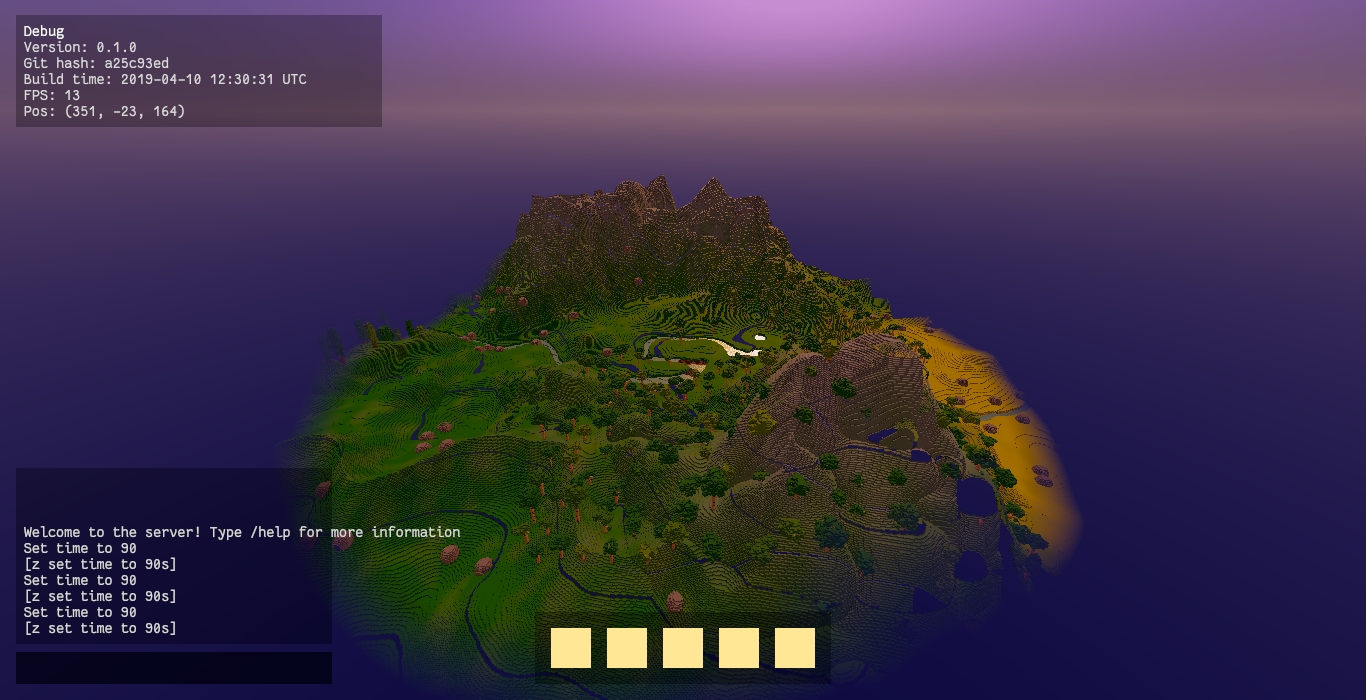 Debug
Version: 0.1.0
Git hash: a25c93ed
Build time: 2019-04-10 12:30:31 UTC
FPS: 13
Pos: (351, -23, 164)
Welcome to the server! Type /help for more information
Set time to 90
[z set time to 90s]
Set time to 90
[z set time to 90s]
Set time to 90
[z set time to 90s]